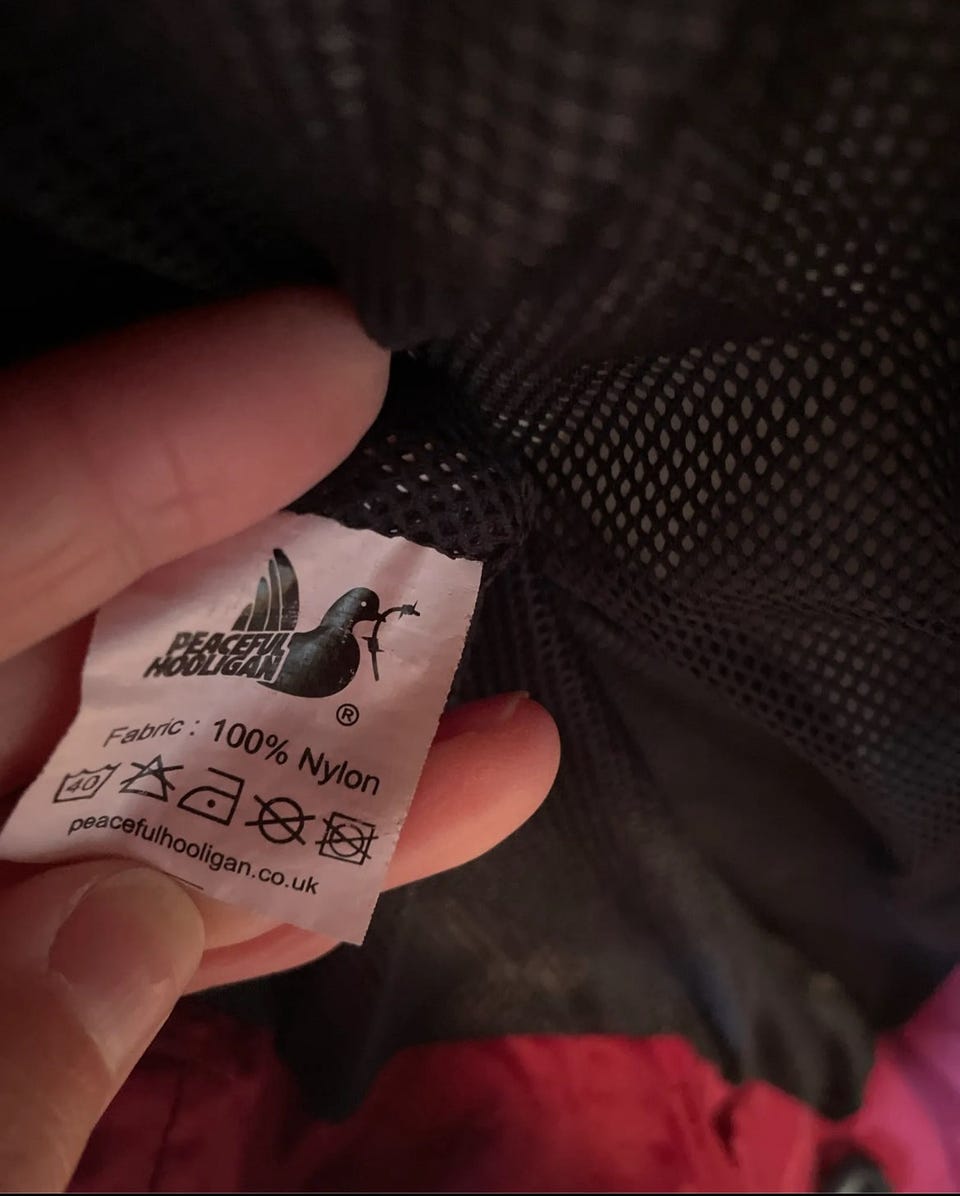 PEACEFUL
HOOLIGAN
®
Fabric : 100% Nylon
40
peacefulhooligan.co.uk